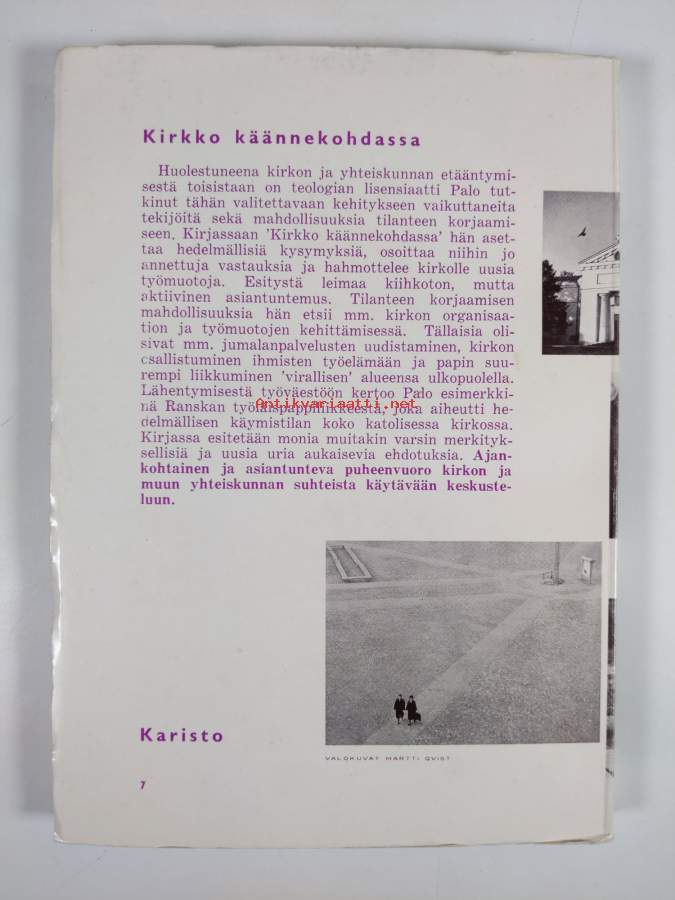 Kirkko käännekohdassa
Huolestuneena kirkon ja yhteiskunnan etääntymi-
sestä toisistaan on teologian lisensiaatti Palo tut-
kinut tähän valitettavaan kehitykseen vaikuttaneita
tekijöitä sekä mahdollisuuksia tilanteen korjaami-
seen. Kirjassaan 'Kirkko käännekohdassa' hän aset-
taa hedelmällisiä kysymyksiä, osoittaa niihin jo
annettuja vastauksia ja hahmottelee kirkolle uusia
työmuotoja. Esitystä leimaa kiihkoton, mutta
aktiivinen asiantuntemus. Tilanteen korjaamisen
mahdollisuuksia hän etsii mm. kirkon organisaa-
tion ja työmuotojen kehittämisessä. Tällaisia oli-
sivat mm. jumalanpalvelusten uudistaminen, kirkon
osallistuminen ihmisten työelämään ja papin suu-
rempi liikkuminen 'virallisen' alueensa ulkopuolella.
Lähentymisestä työväestöön kertoo Palo esimerkki-
nä Ranskan työläispappiliikkeestä, joka aiheutti he-
Antikvariaatti.net
delmällisen käymistilan koko katolisessa kirkossa.
Kirjassa esitetään monia muitakin varsin merkityk-
sellisiä ja uusia uria aukaisevia ehdotuksia. Ajan-
kohtainen ja asiantunteva puheenvuoro kirkon ja
muun yhteiskunnan suhteista käytävään keskuste-
luun.
Karisto
VALOKUVAT MARTTI QVIST
7